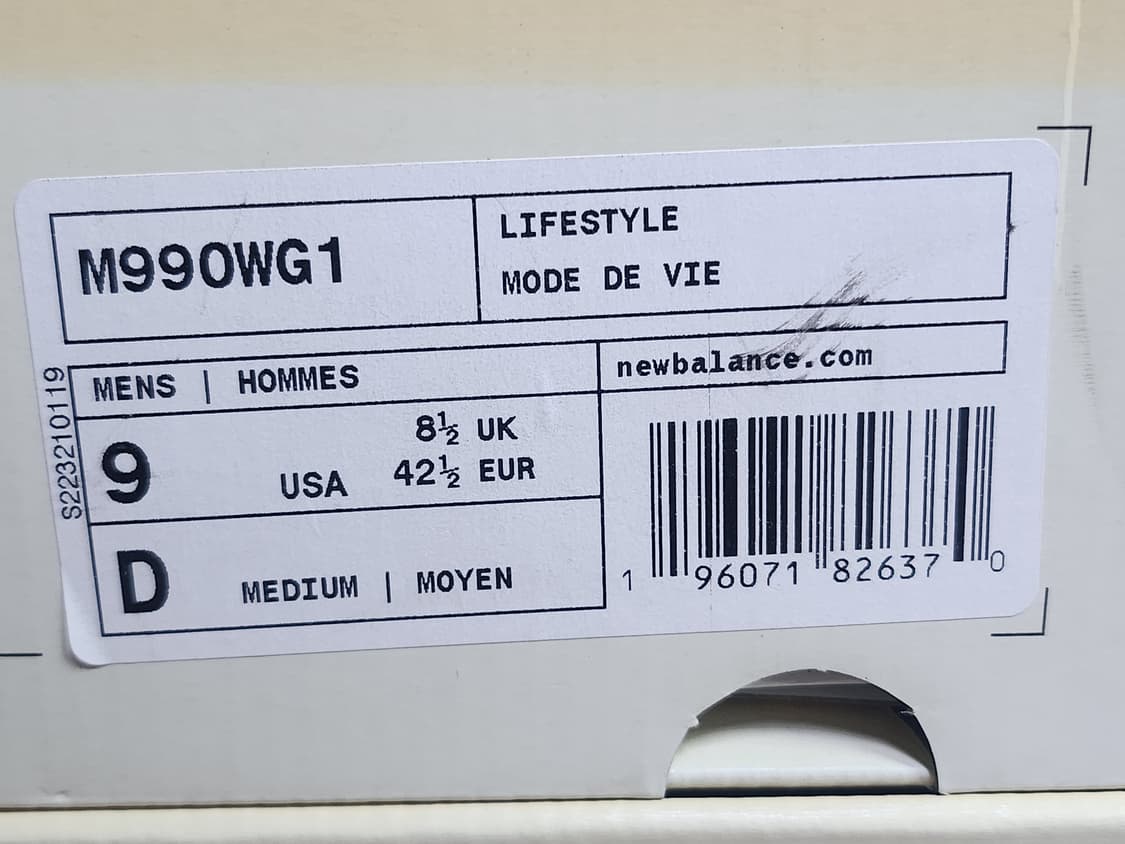 M990WG1
LIFESTYLE
MODE DE VIE
S223210119
MENS | HOMMES
newbalance.com
9 USA
8½ UK
42½ EUR
D MEDIUM | MOYEN
1 96071 82637 0